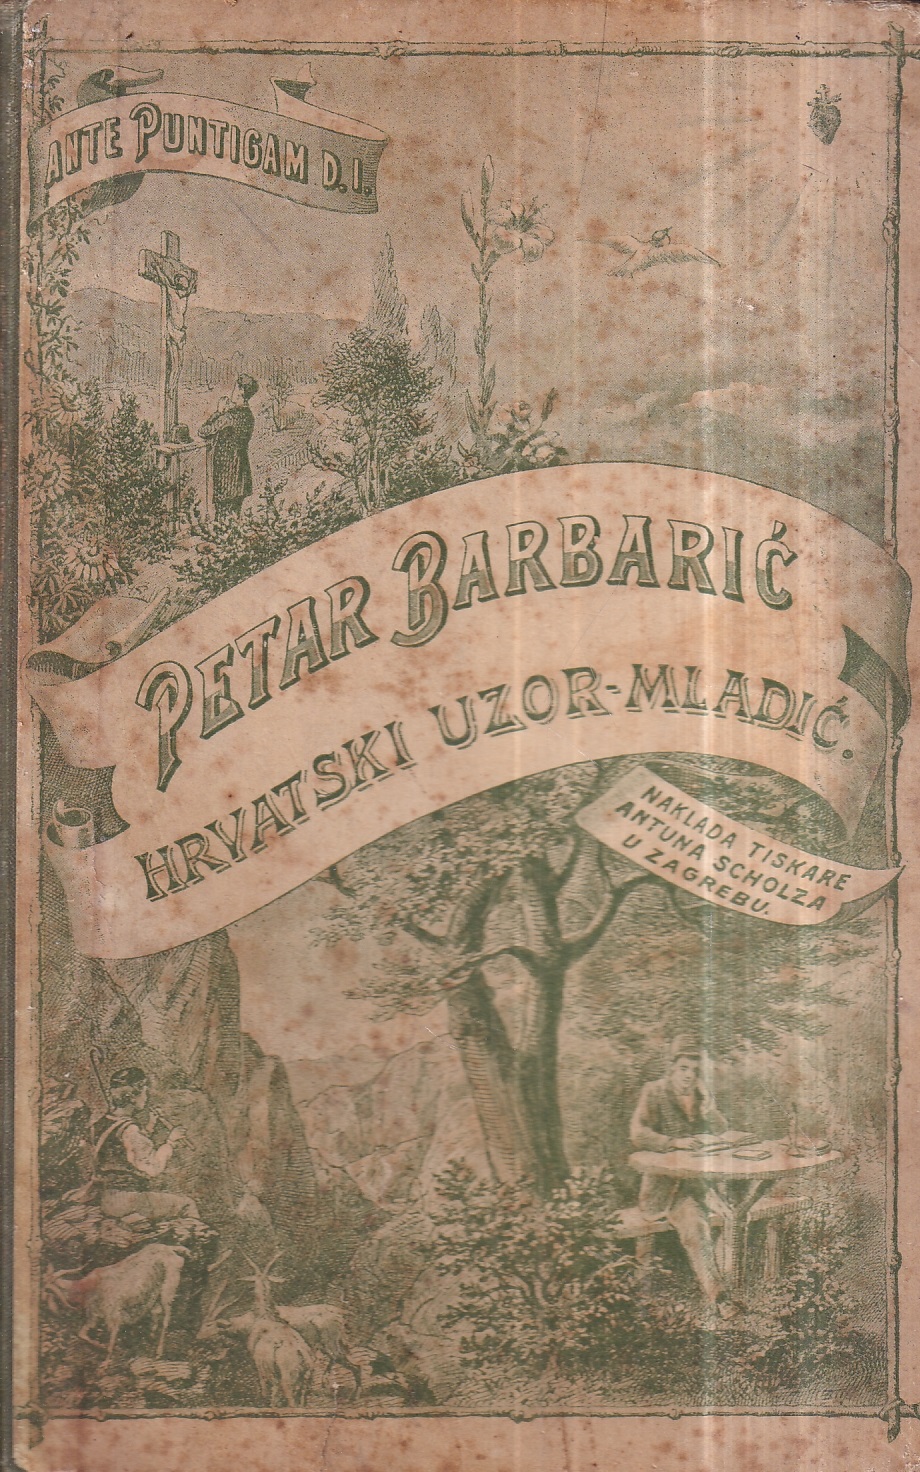 ANTE PUNTIGAM D. I.
PETAR BARBARIĆ
HRVATSKI UZOR-MLADIĆ.
NAKLADA TISKARE
ANTUNA SCHOLZA
U ZAGREBU.